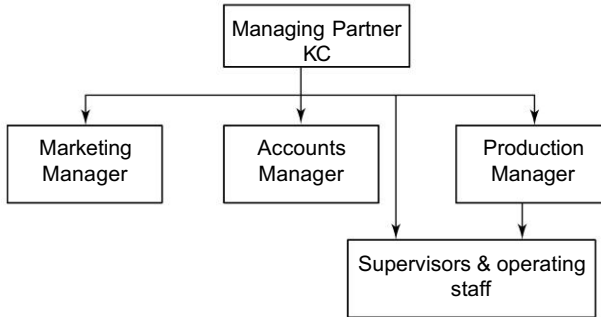 Managing Partner
KC
Marketing
Manager
Accounts
Manager
Production
Manager
Supervisors & operating
staff